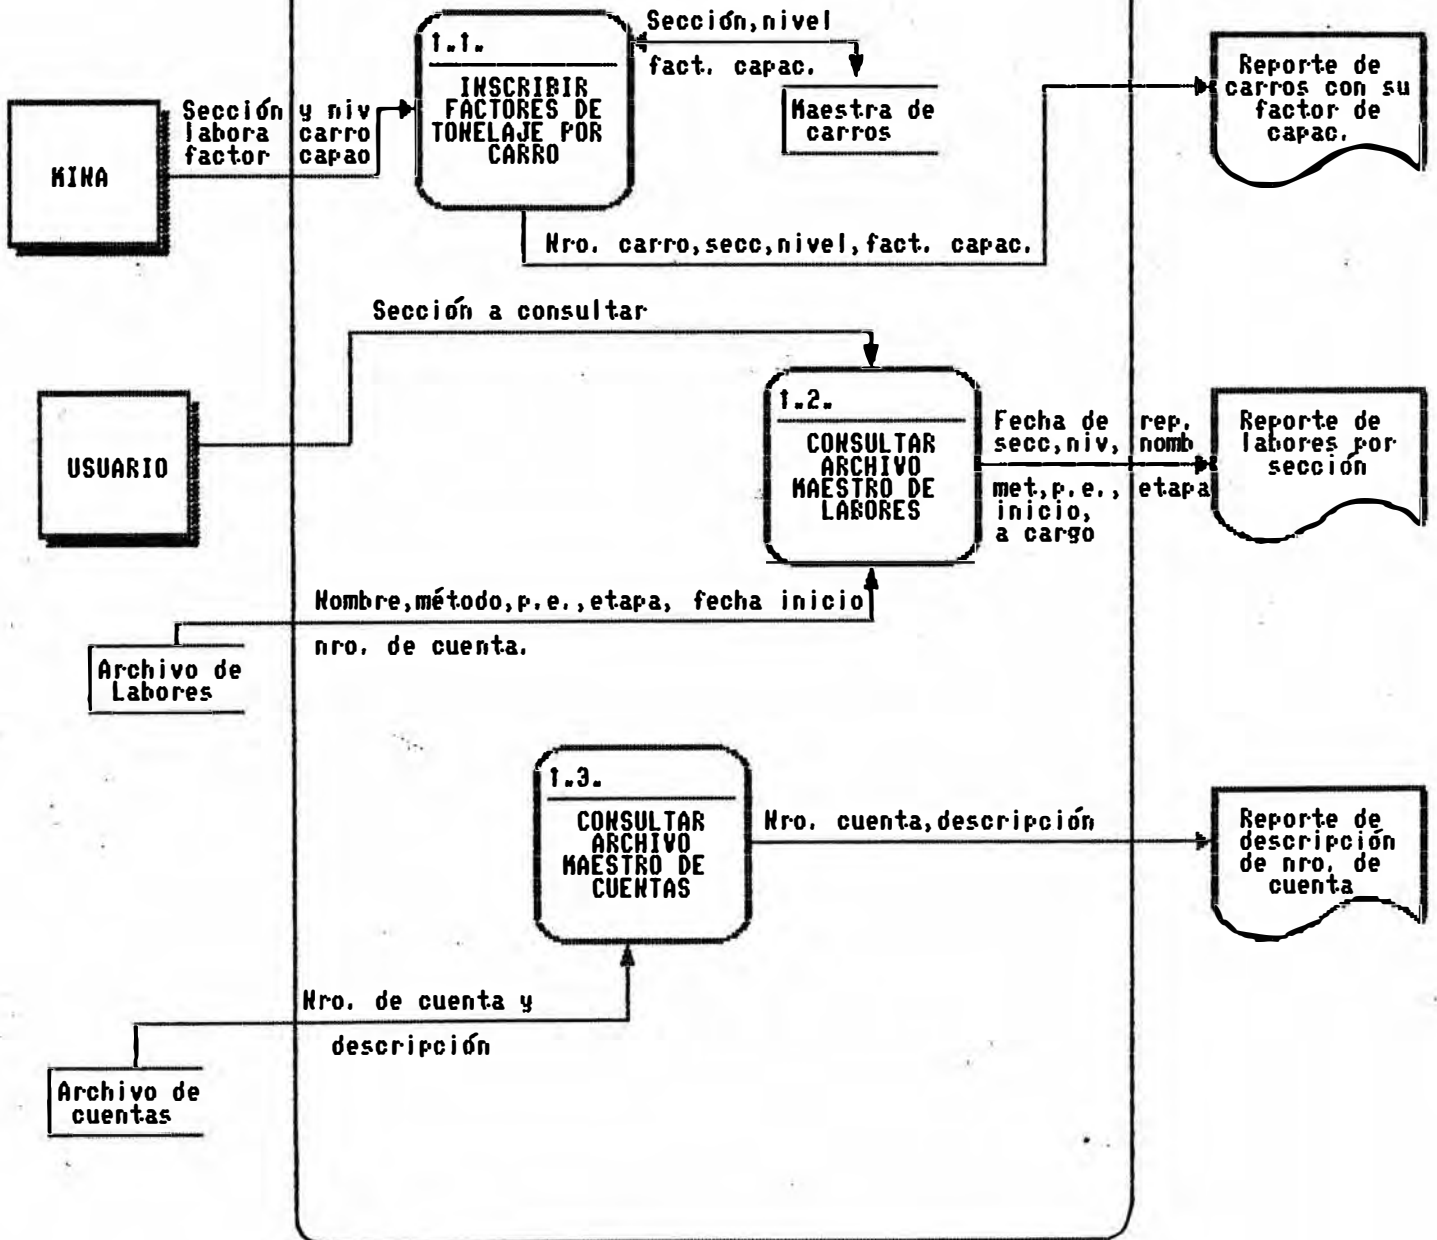 Sección,nivel
fact. capac.
1.1.
INSCRIBIR
FACTORES DE
TONELAJE POR
CARRO
Maestra de
carros
Reporte de
carros con su
factor de
capac.
Sección y niv
labora carro
factor capac
MINA
Nro. carro,secc,nivel,fact. capac.
Sección a consultar
USUARIO
1.2.
CONSULTAR
ARCHIVO
MAESTRO DE
LABORES
Fecha de rep.
secc,niv, nomb
met,p.e., etapa
inicio,
a cargo
Reporte de
labores por
sección
Nombre,método,p.e.,etapa, fecha inicio
nro. de cuenta.
Archivo de
Labores
1.3.
CONSULTAR
ARCHIVO
MAESTRO DE
CUENTAS
Nro. cuenta,descripción
Reporte de
descripción
de nro. de
cuenta
Nro. de cuenta y
descripción
Archivo de
cuentas